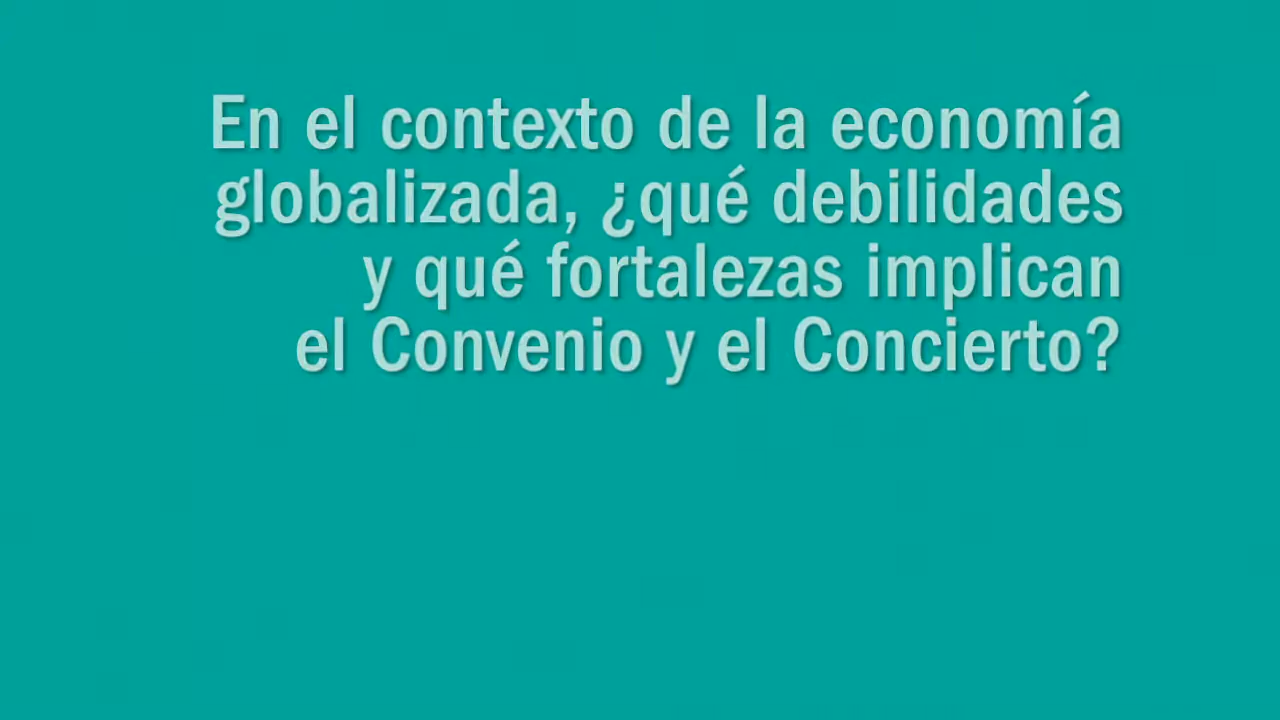 En el contexto de la economía
globalizada, ¿qué debilidades
y qué fortalezas implican
el Convenio y el Concierto?